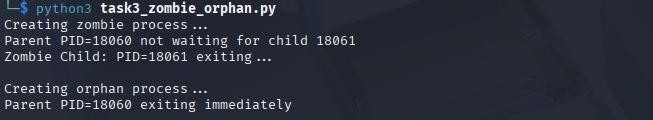 └─$ python3 task3_zombie_orphan.py
Creating zombie process...
Parent PID=18060 not waiting for child 18061
Zombie Child: PID=18061 exiting...

Creating orphan process...
Parent PID=18060 exiting immediately